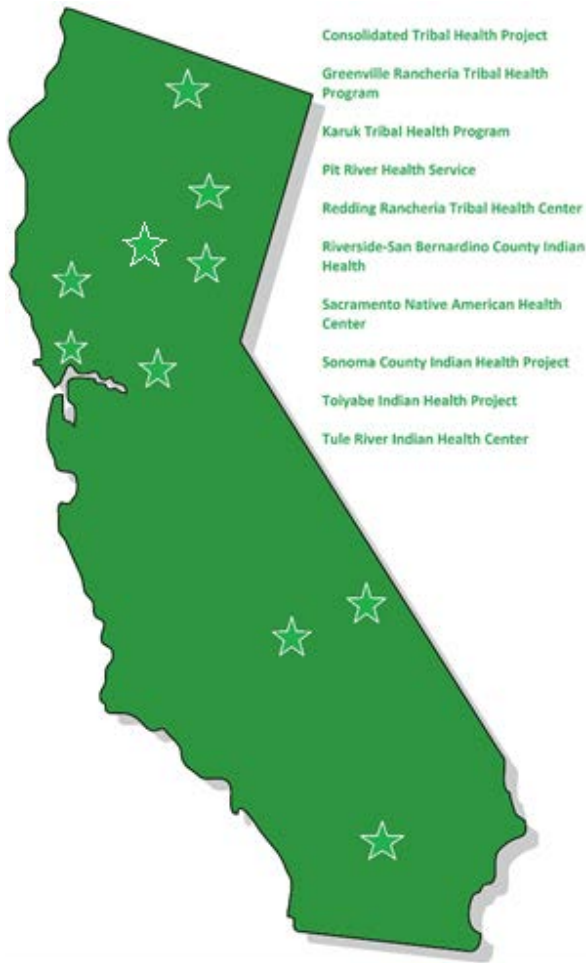 Consolidated Tribal Health Project
Greenville Rancheria Tribal Health
Program
Karuk Tribal Health Program
Pit River Health Service
Redding Rancheria Tribal Health Center
Riverside-San Bernardino County Indian
Health
Sacramento Native American Health
Center
Sonoma County Indian Health Project
Toiyabe Indian Health Project
Tule River Indian Health Center